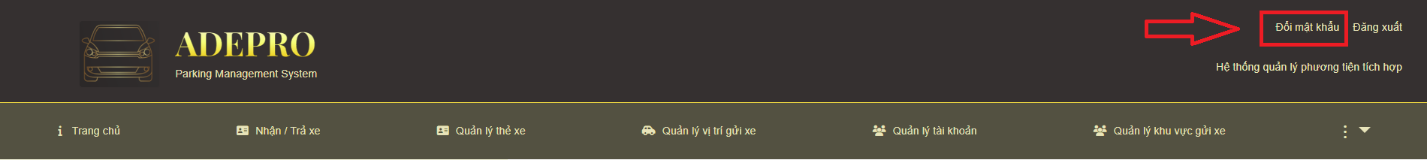 ADEPRO
Parking Management System
Đổi mật khẩu Đăng xuất
Hệ thống quản lý phương tiện tích hợp
Trang chủ Nhận / Trả xe Quản lý thẻ xe Quản lý vị trí gửi xe Quản lý tài khoản Quản lý khu vực gửi xe